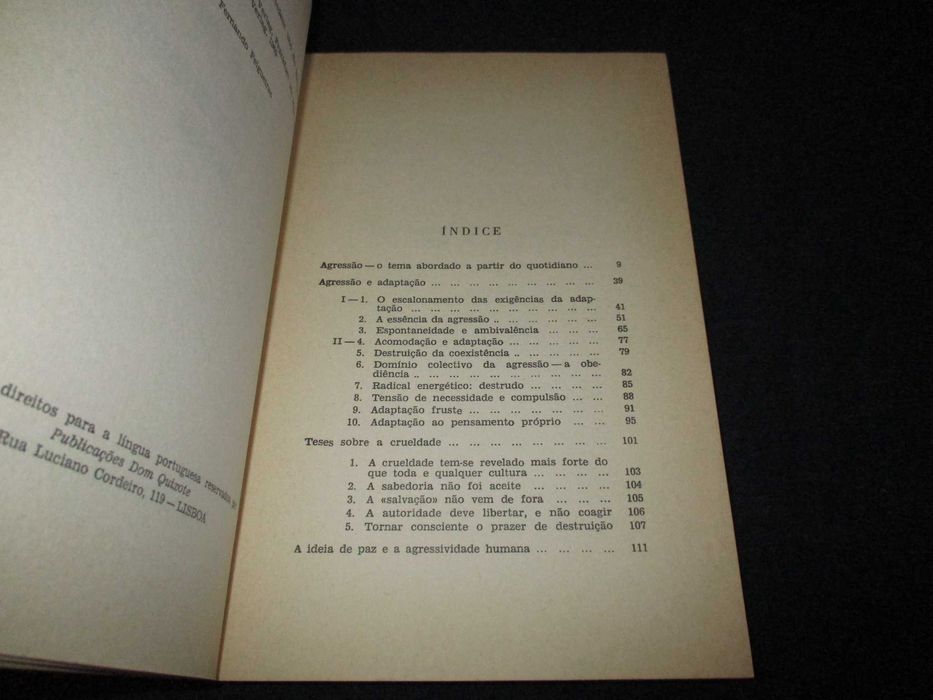 Fernando
direitos para a língua portuguesa reservados
Publicações Dom Quixote
Rua Luciano Cordeiro, 119 — LISBOA
ÍNDICE
Agressão — o tema abordado a partir do quotidiano ... 9
Agressão e adaptação ... ... ... ... ... ... ... ... ... ... 39
I — 1. O escalonamento das exigências da adap-
tação ... ... ... ... ... ... ... ... ... ... ... 41
2. A essência da agressão .. ... ... ... ... ... 51
3. Espontaneidade e ambivalência ... ... ... 65
II — 4. Acomodação e adaptação ... ... ... ... ... 77
5. Destruição da coexistência .. ... ... ... ... 79
6. Domínio colectivo da agressão — a obe-
diência .. ... ... ... ... ... ... ... ... ... ... 82
7. Radical energético: destrudo ... ... ... ... 85
8. Tensão de necessidade e compulsão ... ... 88
9. Adaptação fruste ... ... ... ... ... ... ... 91
10. Adaptação ao pensamento próprio ... ... 95
Teses sobre a crueldade ... ... ... ... ... ... ... ... 101
1. A crueldade tem-se revelado mais forte do
que toda e qualquer cultura ... ... ... ... 103
2. A sabedoria não foi aceite ... ... ... ... 104
3. A «salvação» não vem de fora ... ... ... 105
4. A autoridade deve libertar, e não coagir 106
5. Tornar consciente o prazer de destruição 107
A ideia de paz e a agressividade humana ... ... ... ... 111